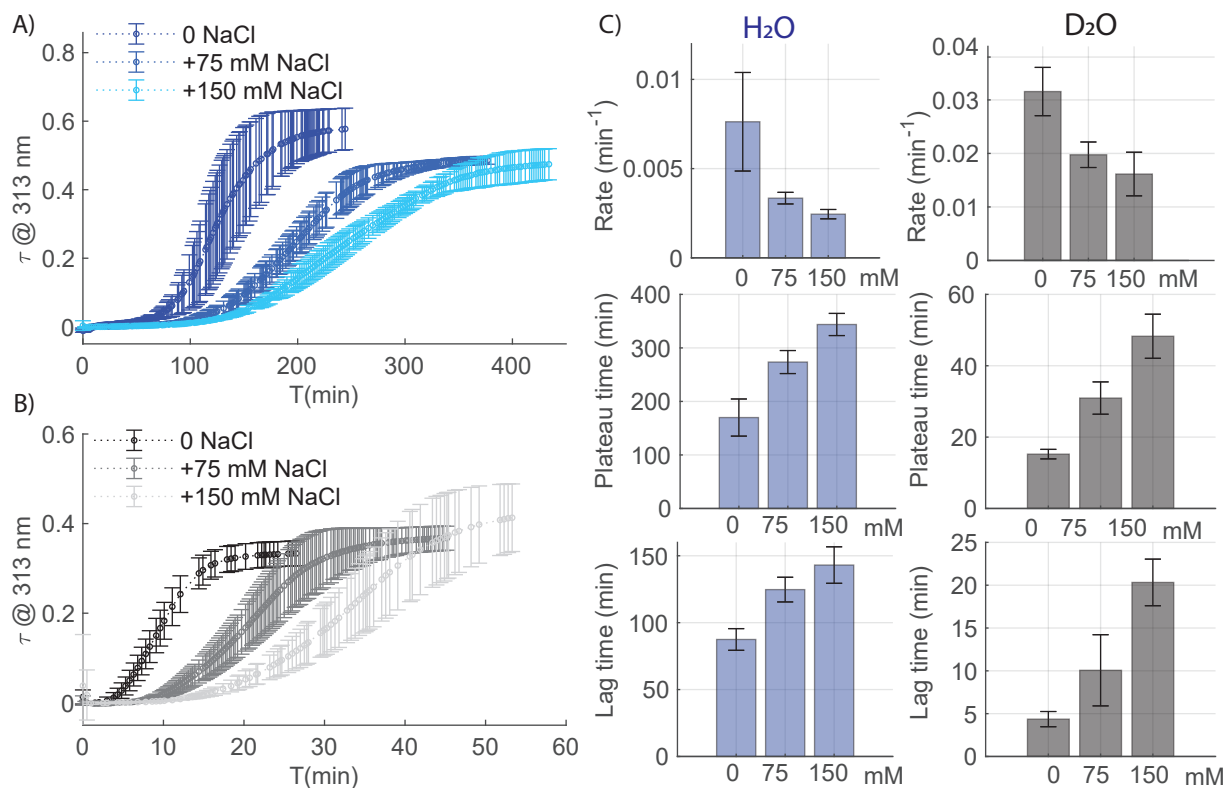 A)
0 NaCl
+75 mM NaCl
+150 mM NaCl
τ @ 313 nm
0.8
0.6
0.4
0.2
0
0 100 200 300 400
T(min)
B)
0 NaCl
+75 mM NaCl
+150 mM NaCl
τ @ 313 nm
0.6
0.4
0.2
0
0 10 20 30 40 50 60
T(min)
C)
H₂O
Rate (min⁻¹)
0.01
0.005
0
0 75 150 mM
Plateau time (min)
400
300
200
100
0
0 75 150 mM
Lag time (min)
150
100
50
0
0 75 150 mM
D₂O
Rate (min⁻¹)
0.04
0.03
0.02
0.01
0
0 75 150 mM
Plateau time (min)
60
40
20
0
0 75 150 mM
Lag time (min)
25
20
15
10
5
0
0 75 150 mM